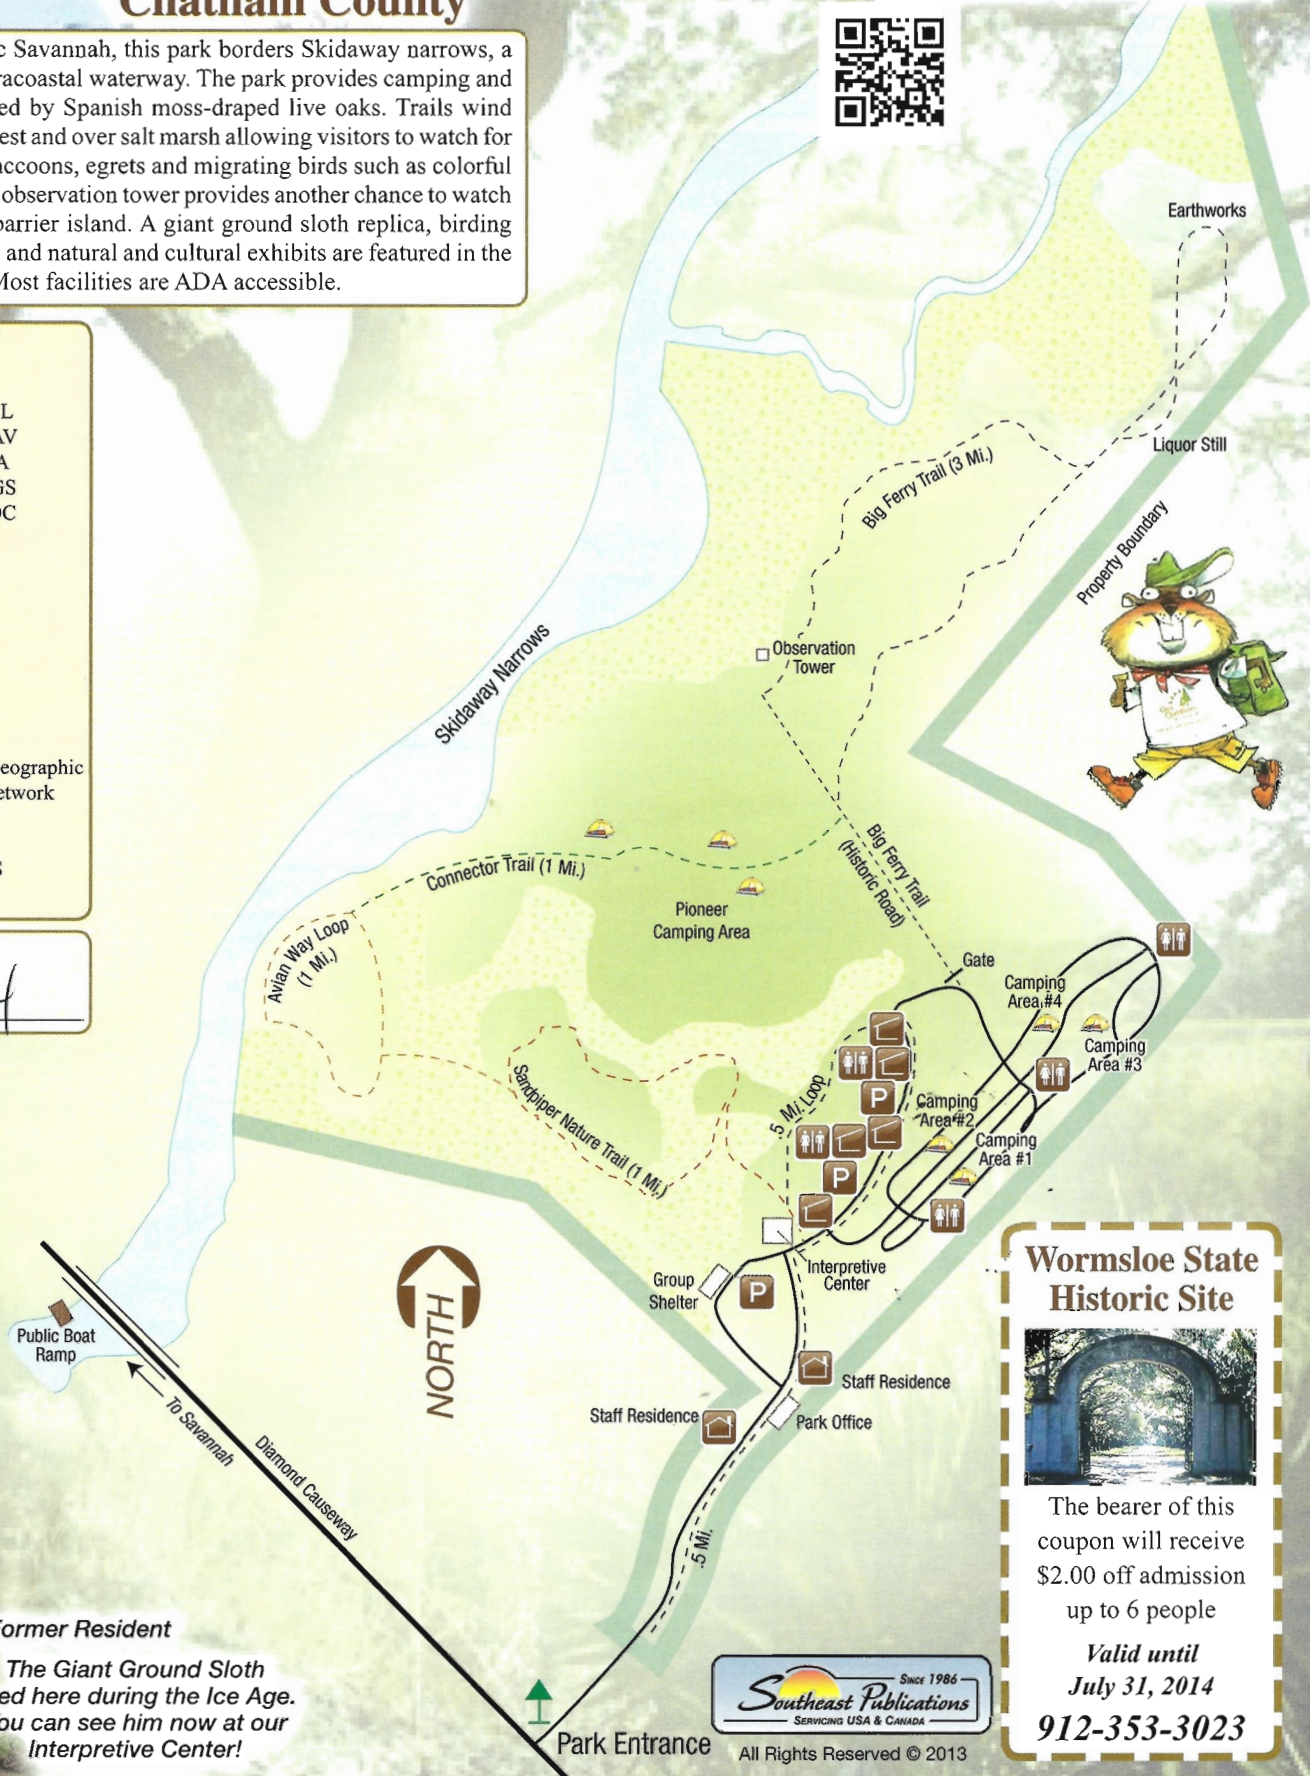 Chatham County
c Savannah, this park borders Skidaway narrows, a
racoastal waterway. The park provides camping and
ed by Spanish moss-draped live oaks. Trails wind
est and over salt marsh allowing visitors to watch for
accoons, egrets and migrating birds such as colorful
observation tower provides another chance to watch
barrier island. A giant ground sloth replica, birding
and natural and cultural exhibits are featured in the
Most facilities are ADA accessible.
L
AV
A
GS
OC
eographic
etwork
s
Earthworks
Liquor Still
Big Ferry Trail (3 Mi.)
Property Boundary
Observation
Tower
Skidaway Narrows
Big Ferry Trail
(Historic Road)
Connector Trail (1 Mi.)
Pioneer
Camping Area
Avian Way Loop
(1 Mi.)
Gate
Camping
Area #4
Camping
Area #3
Sandpiper Nature Trail (1 Mi.)
.5 Mi. Loop
P
Camping
Area #2
Camping
Area #1
P
Interpretive
Center
Group
Shelter
P
NORTH
Public Boat
Ramp
To Savannah
Diamond Causeway
Staff Residence
Staff Residence
Park Office
.5 Mi.
Park Entrance
Former Resident
The Giant Ground Sloth
ed here during the Ice Age.
ou can see him now at our
Interpretive Center!
Since 1986
Southeast Publications
Servicing USA & Canada
All Rights Reserved © 2013
Wormsloe State
Historic Site
The bearer of this
coupon will receive
$2.00 off admission
up to 6 people
Valid until
July 31, 2014
912-353-3023